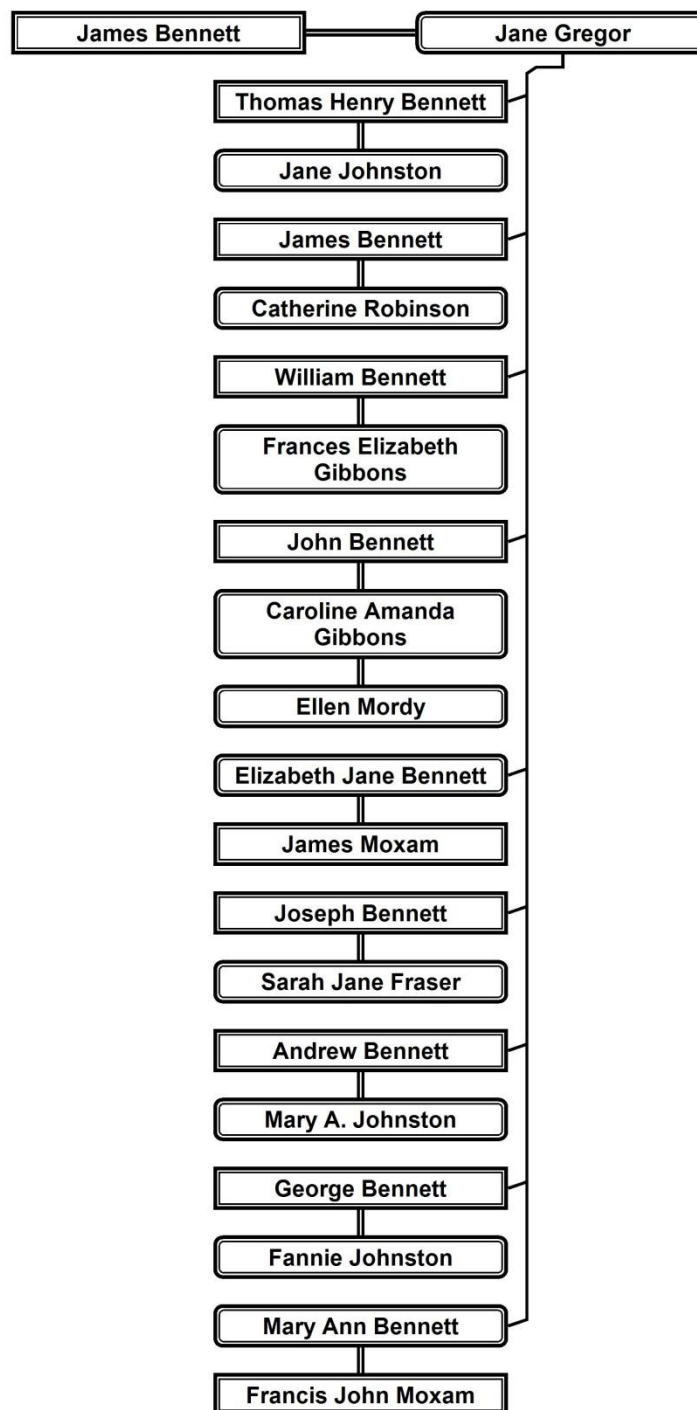 James Bennett
Jane Gregor
Thomas Henry Bennett
Jane Johnston
James Bennett
Catherine Robinson
William Bennett
Frances Elizabeth
Gibbons
John Bennett
Caroline Amanda
Gibbons
Ellen Mordy
Elizabeth Jane Bennett
James Moxam
Joseph Bennett
Sarah Jane Fraser
Andrew Bennett
Mary A. Johnston
George Bennett
Fannie Johnston
Mary Ann Bennett
Francis John Moxam